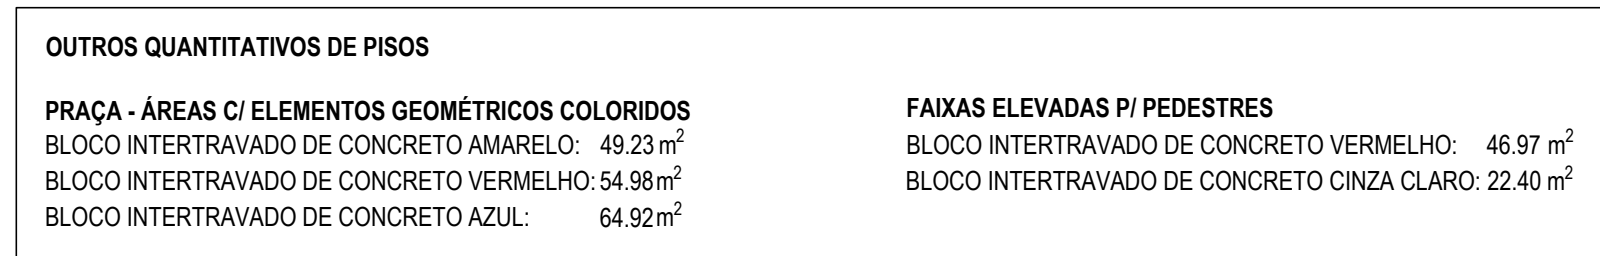 OUTROS QUANTITATIVOS DE PISOS
PRAÇA - ÁREAS C/ ELEMENTOS GEOMÉTRICOS COLORIDOS
BLOCO INTERTRAVADO DE CONCRETO AMARELO: 49.23 m²
BLOCO INTERTRAVADO DE CONCRETO VERMELHO: 54.98 m²
BLOCO INTERTRAVADO DE CONCRETO AZUL: 64.92 m²
FAIXAS ELEVADAS P/ PEDESTRES
BLOCO INTERTRAVADO DE CONCRETO VERMELHO: 46.97 m²
BLOCO INTERTRAVADO DE CONCRETO CINZA CLARO: 22.40 m²